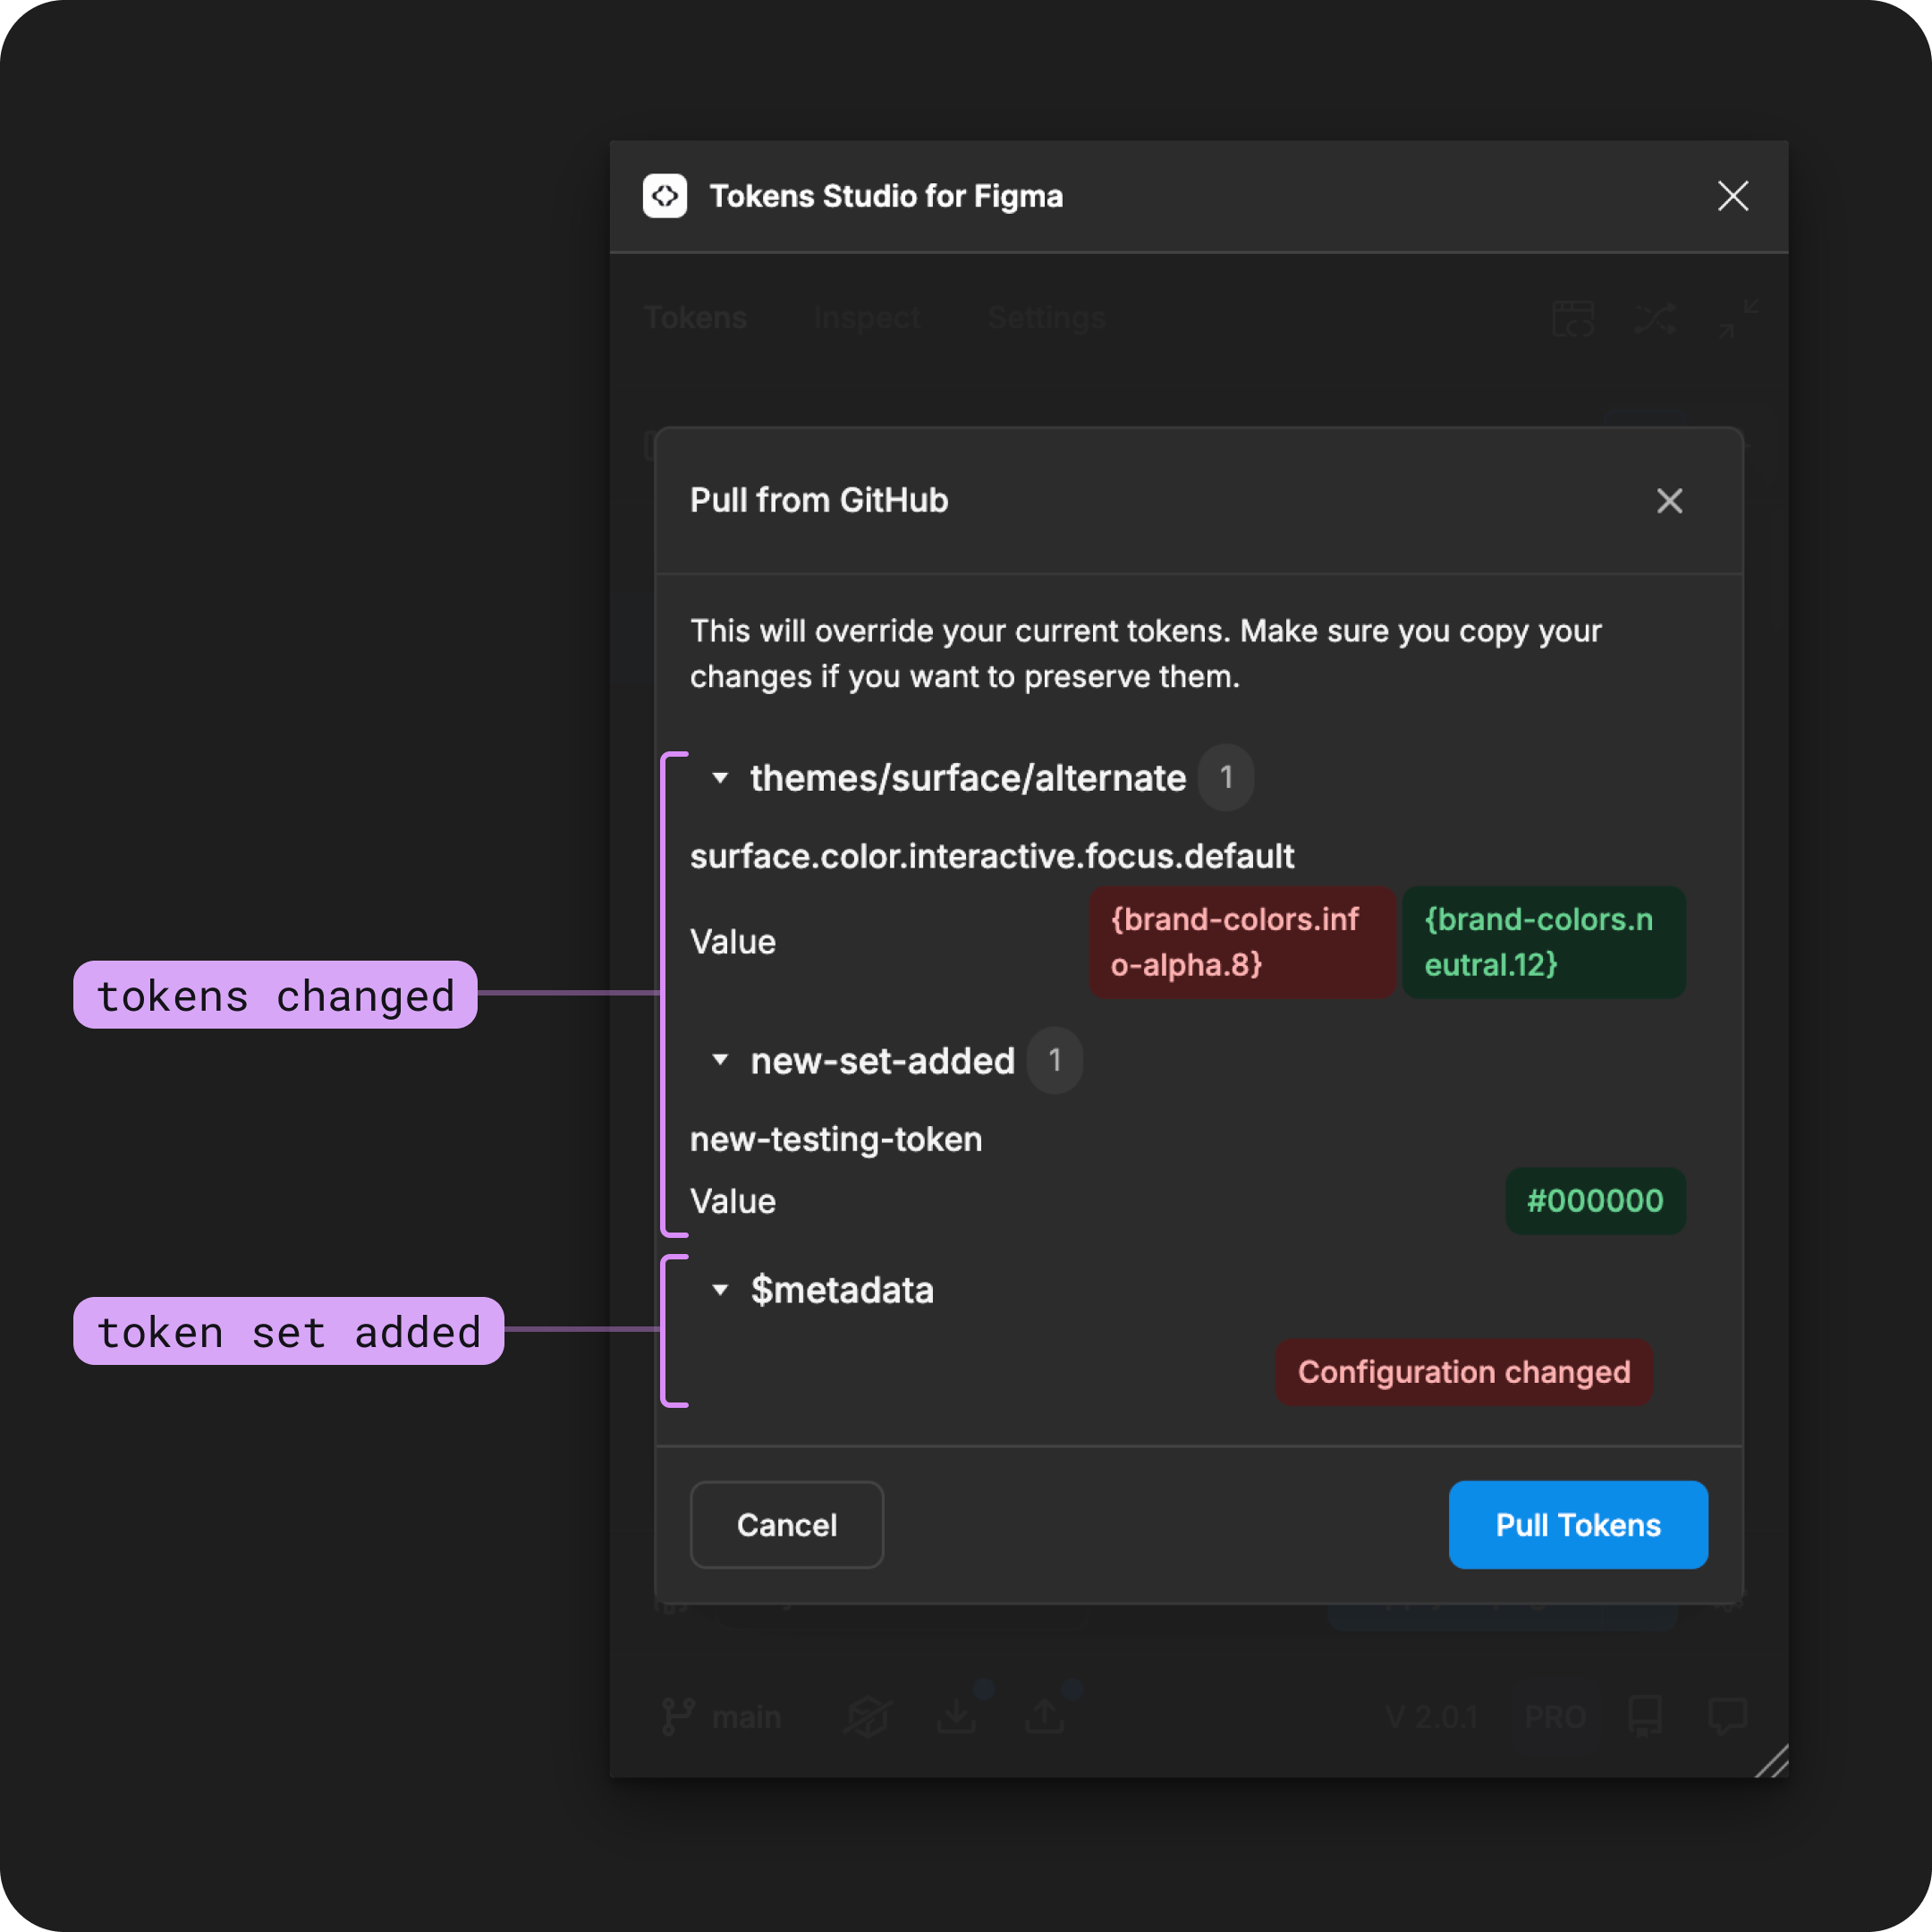 Tokens Studio for Figma
Tokens
Inspect
Settings
Pull from GitHub
This will override your current tokens. Make sure you copy your
changes if you want to preserve them.
themes/surface/alternate 1
surface.color.interactive.focus.default
Value
{brand-colors.inf
o-alpha.8}
{brand-colors.n
eutral.12}
tokens changed
new-set-added 1
new-testing-token
Value #000000
$metadata
token set added
Configuration changed
Cancel
Pull Tokens
main
V 2.0.1
PRO